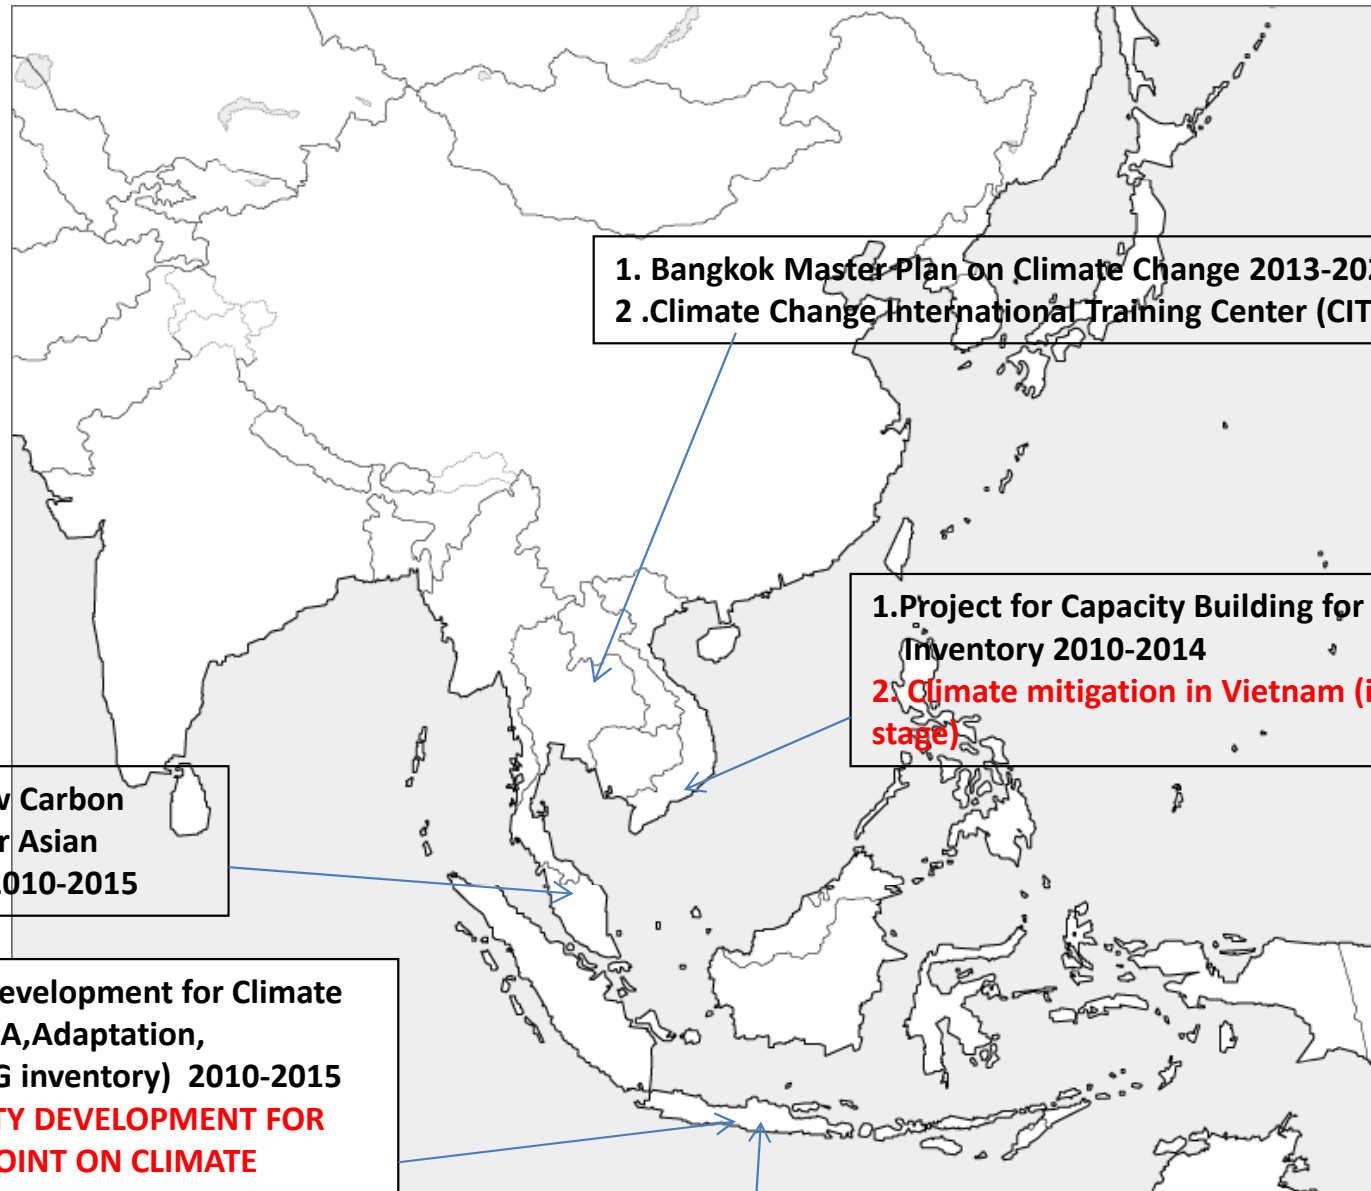 1. Bangkok Master Plan on Climate Change 2013-202
2 .Climate Change International Training Center (CIT
1.Project for Capacity Building for
Inventory 2010-2014
2. Climate mitigation in Vietnam (i
stage)
Carbon
r Asian
2010-2015
evelopment for Climate
A,Adaptation,
G inventory) 2010-2015
TY DEVELOPMENT FOR
OINT ON CLIMATE